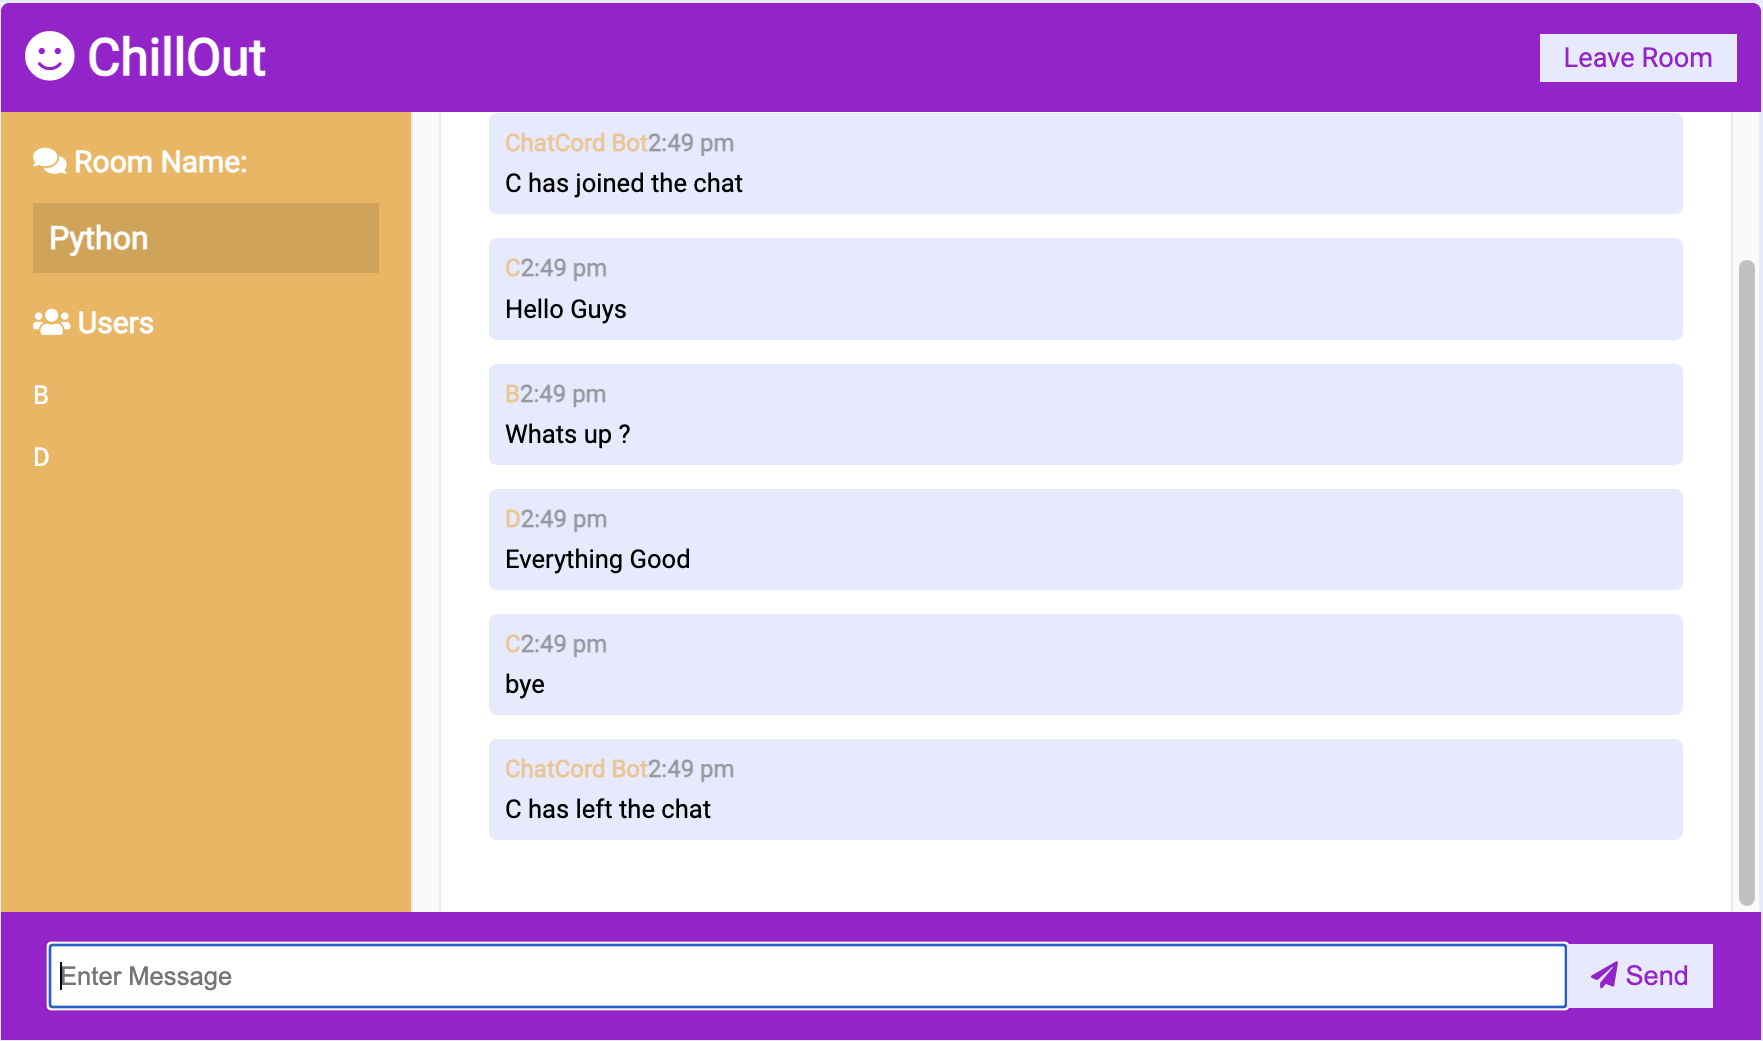 ChillOut
Leave Room
Room Name:
Python
Users
B
D
ChatCord Bot2:49 pm
C has joined the chat
C2:49 pm
Hello Guys
B2:49 pm
Whats up ?
D2:49 pm
Everything Good
C2:49 pm
bye
ChatCord Bot2:49 pm
C has left the chat
Enter Message
Send